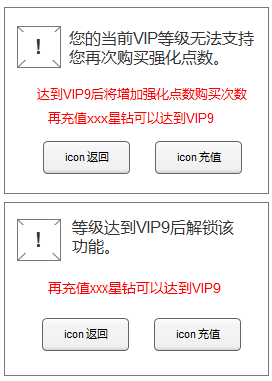 !
您的当前VIP等级无法支持
您再次购买强化点数。
达到VIP9后将增加强化点数购买次数
再充值xxx星钻可以达到VIP9
icon 返回
icon 充值
!
等级达到VIP9后解锁该
功能。
再充值xxx星钻可以达到VIP9
icon 返回
icon 充值